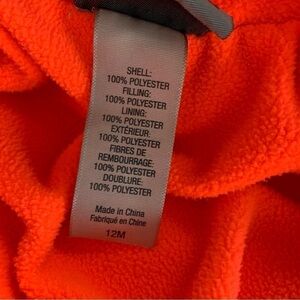 SHELL:
100% POLYESTER
FILLING:
100% POLYESTER
LINING:
100% POLYESTER
EXTÉRIEUR:
100% POLYESTER
FIBRES DE
REMBOURRAGE:
100% POLYESTER
DOUBLURE:
100% POLYESTER
Made in China
Fabriqué en Chine
12M